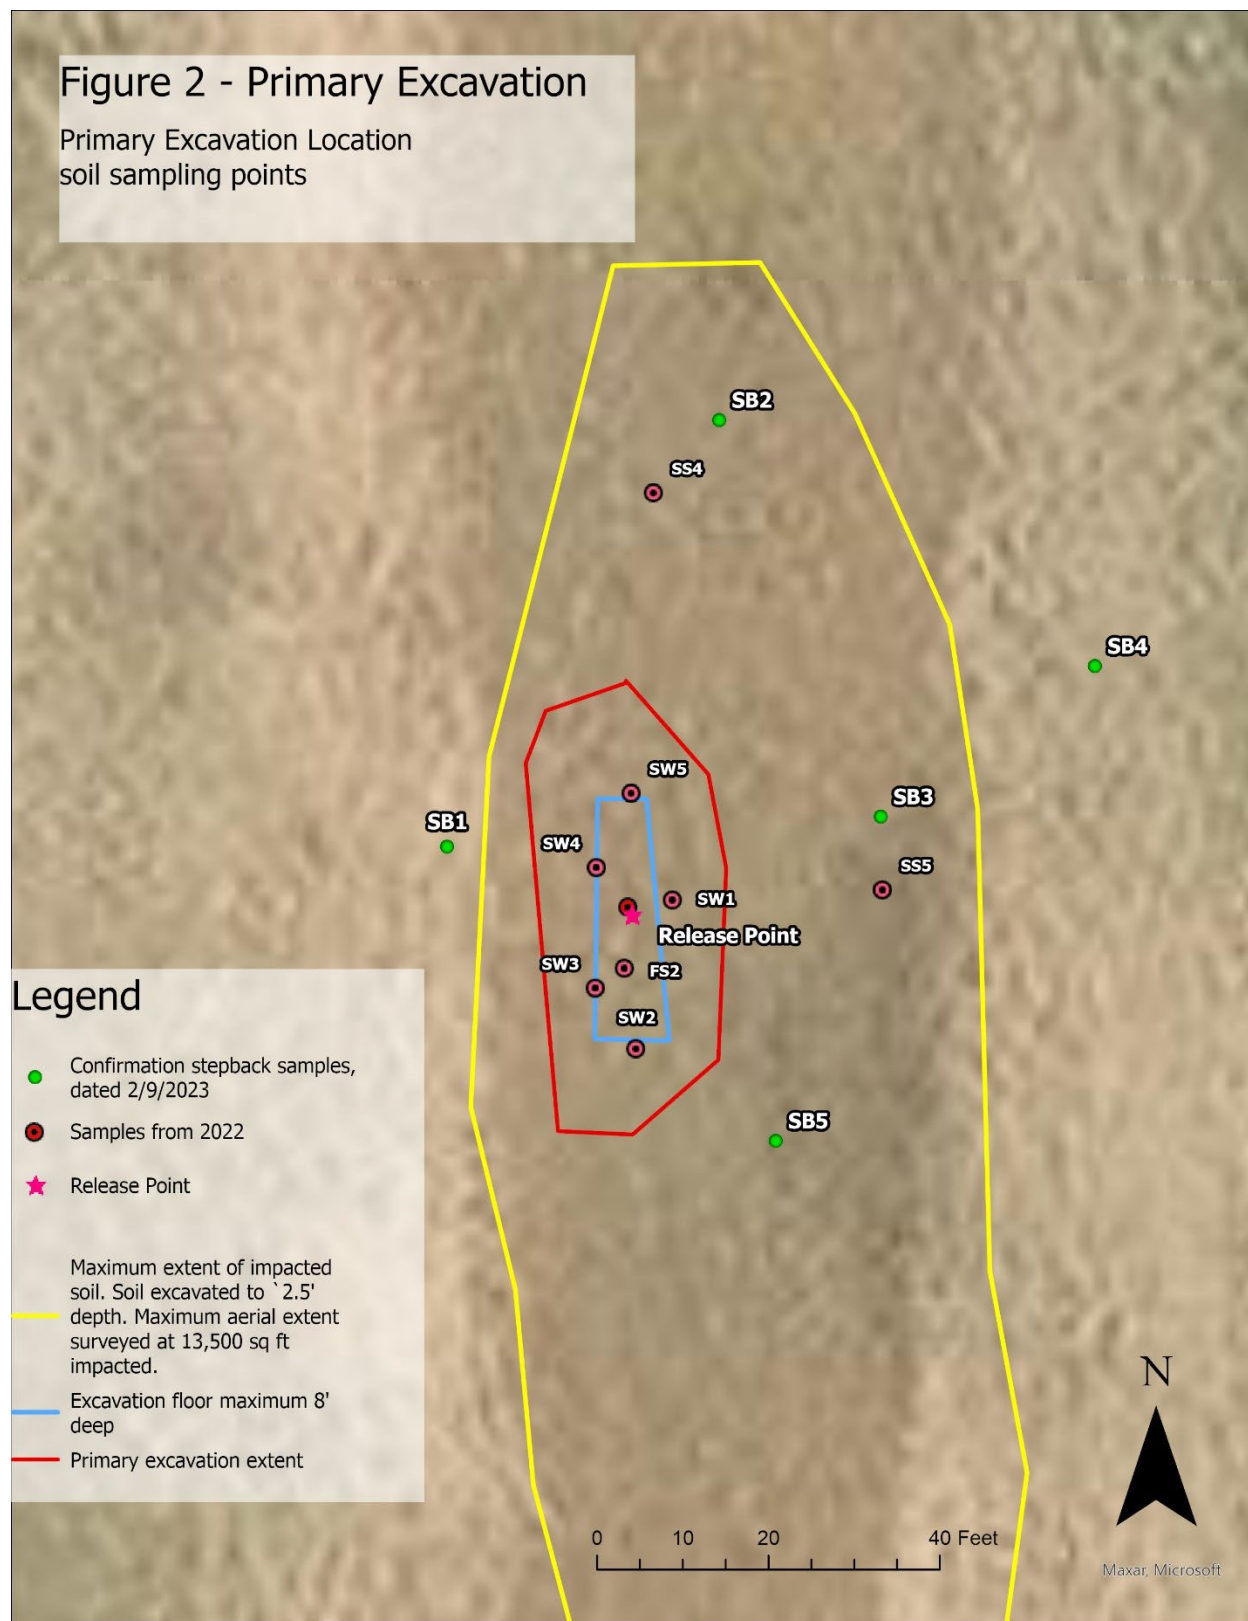 Figure 2 - Primary Excavation
Primary Excavation Location
soil sampling points
SB2
SS4
SB4
SW5
SB3
SB1
SW4
SS5
SW1
Release Point
SW3
FS2
SW2
SB5
Legend
Confirmation stepback samples,
dated 2/9/2023
Samples from 2022
Release Point
Maximum extent of impacted
soil. Soil excavated to `2.5'
depth. Maximum aerial extent
surveyed at 13,500 sq ft
impacted.
Excavation floor maximum 8'
deep
Primary excavation extent
N
0 10 20 40 Feet
Maxar, Microsoft